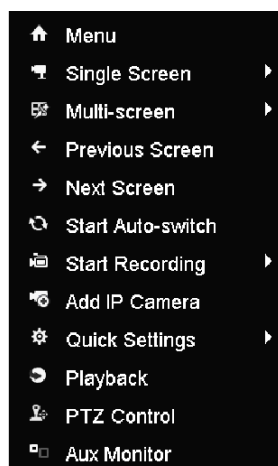 Menu
Single Screen
Multi-screen
Previous Screen
Next Screen
Start Auto-switch
Start Recording
Add IP Camera
Quick Settings
Playback
PTZ Control
Aux Monitor